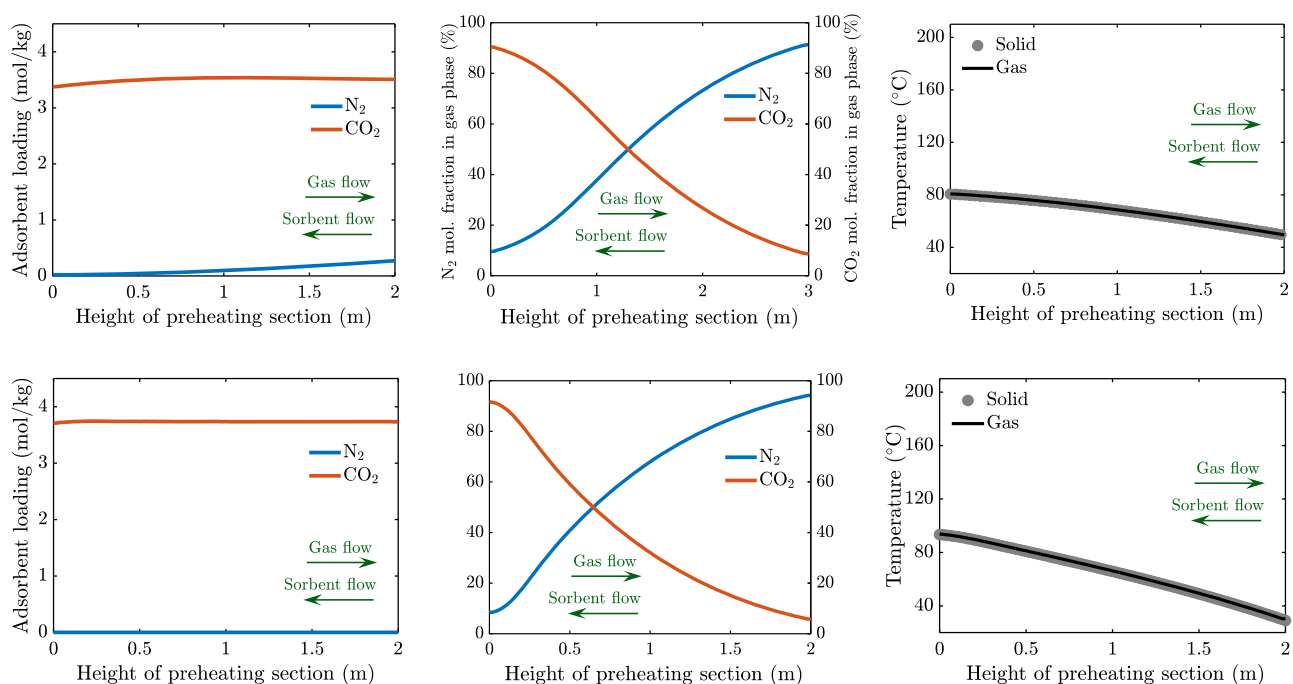 Adsorbent loading (mol/kg)
4
3
2
1
0
N₂
CO₂
Gas flow
Sorbent flow
0 0.5 1 1.5 2
Height of preheating section (m)
N₂ mol. fraction in gas phase (%)
100
80
60
40
20
0
N₂
CO₂
Gas flow
Sorbent flow
0 1 2 3
Height of preheating section (m)
100
80
60
40
20
0
CO₂ mol. fraction in gas phase (%)
Temperature (°C)
200
160
120
80
40
Solid
Gas
Gas flow
Sorbent flow
0 0.5 1 1.5 2
Height of preheating section (m)
Adsorbent loading (mol/kg)
4
3
2
1
0
N₂
CO₂
Gas flow
Sorbent flow
0 0.5 1 1.5 2
Height of preheating section (m)
100
80
60
40
20
0
N₂
CO₂
Gas flow
Sorbent flow
0 0.5 1 1.5 2
Height of preheating section (m)
100
80
60
40
20
0
Temperature (°C)
200
160
120
80
40
Solid
Gas
Gas flow
Sorbent flow
0 0.5 1 1.5 2
Height of preheating section (m)